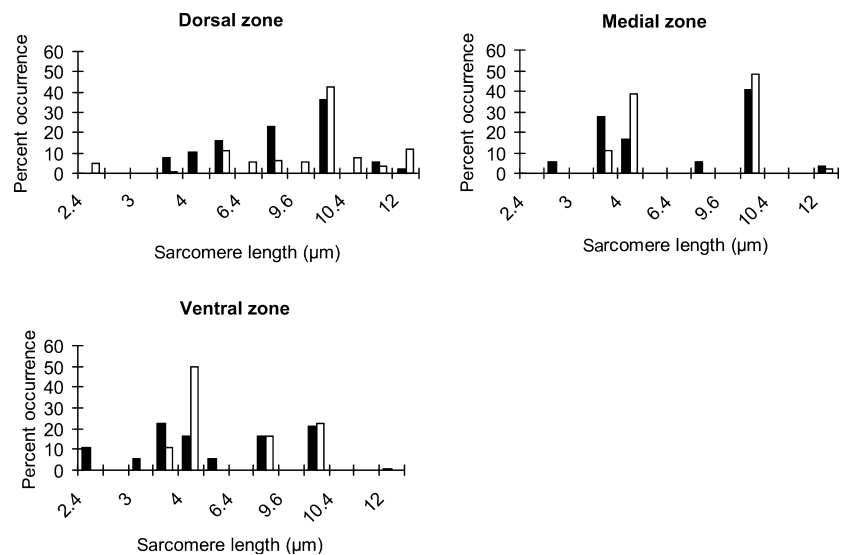 Dorsal zone
Percent occurrence
60
50
40
30
20
10
0
2.4 3 4 6.4 9.6 10.4 12
Sarcomere length (µm)
Medial zone
Percent occurrence
60
50
40
30
20
10
0
2.4 3 4 6.4 9.6 10.4 12
Sarcomere length (µm)
Ventral zone
Percent occurrence
60
50
40
30
20
10
0
2.4 3 4 6.4 9.6 10.4 12
Sarcomere length (µm)